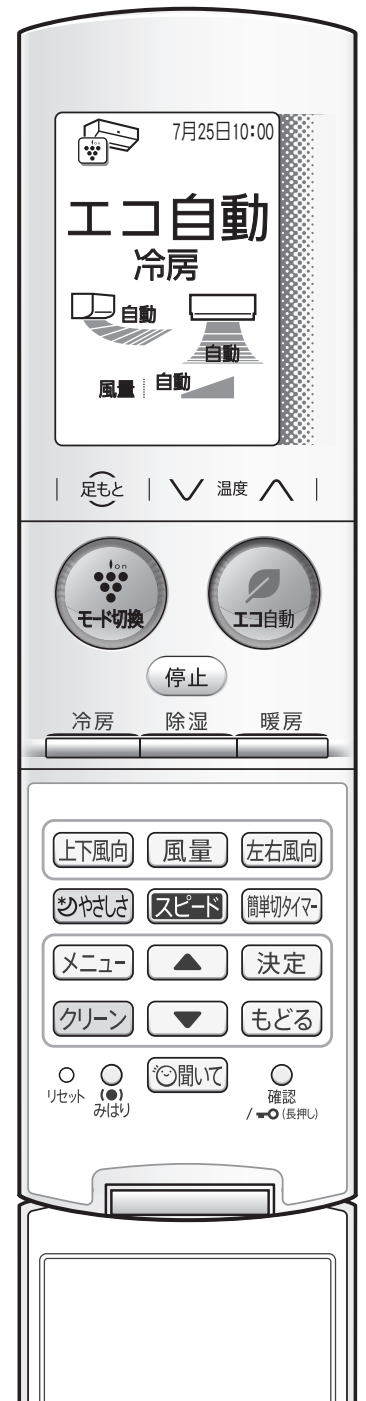 7月25日10:00
ion
エコ自動
冷房
自動
自動
風量 自動
足もと 温度
ion
モード切換 エコ自動
停止
冷房 除湿 暖房
上下風向 風量 左右風向
やさしさ スピード 簡単切タイマー
メニュー ▲ 決定
クリーン ▼ もどる
聞いて
リセット みはり 確認
/ (長押し)